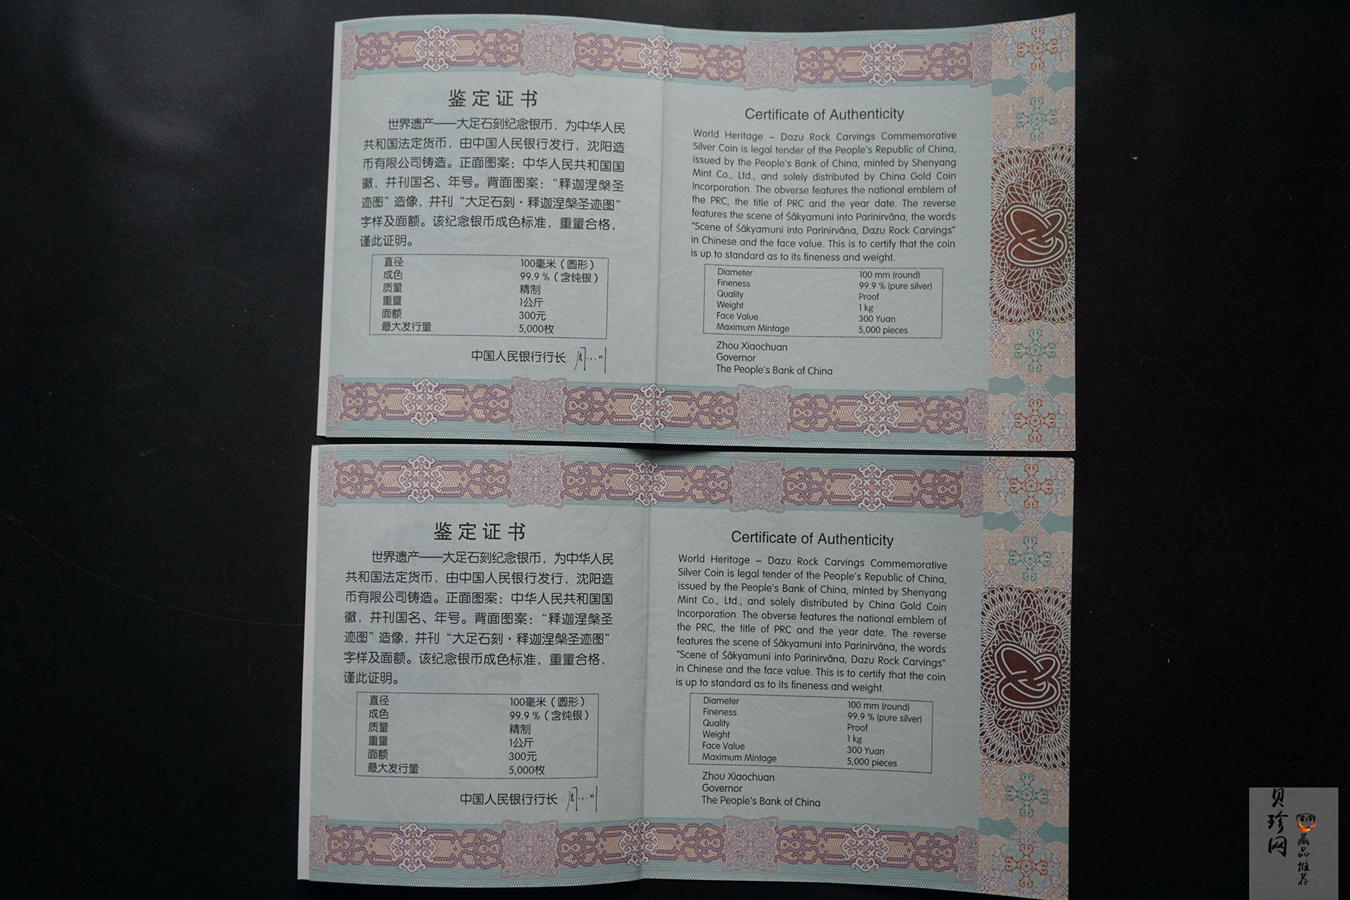 鉴定证书
世界遗产——大足石刻纪念银币，为中华人民
共和国法定货币，由中国人民银行发行，沈阳造
币有限公司铸造。正面图案：中华人民共和国国
徽，并刊国名、年号。背面图案：“释迦涅槃圣
迹图”造像，并刊“大足石刻·释迦涅槃圣迹图”
字样及面额。该纪念银币成色标准，重量合格，
谨此证明。
直径 100毫米（圆形）
成色 99.9％（含纯银）
质量 精制
重量 1公斤
面额 300元
最大发行量 5,000枚
中国人民银行行长
Certificate of Authenticity
World Heritage – Dazu Rock Carvings Commemorative
Silver Coin is legal tender of the People's Republic of China,
issued by the People's Bank of China, minted by Shenyang
Mint Co., Ltd., and solely distributed by China Gold Coin
Incorporation. The obverse features the national emblem of
the PRC, the title of PRC and the year date. The reverse
features the scene of Śākyamuni into Parinirvāna, the words
"Scene of Śākyamuni into Parinirvāna, Dazu Rock Carvings"
in Chinese and the face value. This is to certify that the coin
is up to standard as to its fineness and weight.
Diameter 100 mm (round)
Fineness 99.9 % (pure silver)
Quality Proof
Weight 1 kg
Face Value 300 Yuan
Maximum Mintage 5,000 pieces
Zhou Xiaochuan
Governor
The People's Bank of China
鉴定证书
世界遗产——大足石刻纪念银币，为中华人民
共和国法定货币，由中国人民银行发行，沈阳造
币有限公司铸造。正面图案：中华人民共和国国
徽，并刊国名、年号。背面图案：“释迦涅槃圣
迹图”造像，并刊“大足石刻·释迦涅槃圣迹图”
字样及面额。该纪念银币成色标准，重量合格，
谨此证明。
直径 100毫米（圆形）
成色 99.9％（含纯银）
质量 精制
重量 1公斤
面额 300元
最大发行量 5,000枚
中国人民银行行长
Certificate of Authenticity
World Heritage – Dazu Rock Carvings Commemorative
Silver Coin is legal tender of the People's Republic of China,
issued by the People's Bank of China, minted by Shenyang
Mint Co., Ltd., and solely distributed by China Gold Coin
Incorporation. The obverse features the national emblem of
the PRC, the title of PRC and the year date. The reverse
features the scene of Śākyamuni into Parinirvāna, the words
"Scene of Śākyamuni into Parinirvāna, Dazu Rock Carvings"
in Chinese and the face value. This is to certify that the coin
is up to standard as to its fineness and weight.
Diameter 100 mm (round)
Fineness 99.9 % (pure silver)
Quality Proof
Weight 1 kg
Face Value 300 Yuan
Maximum Mintage 5,000 pieces
Zhou Xiaochuan
Governor
The People's Bank of China
贝珍网
藏品推荐